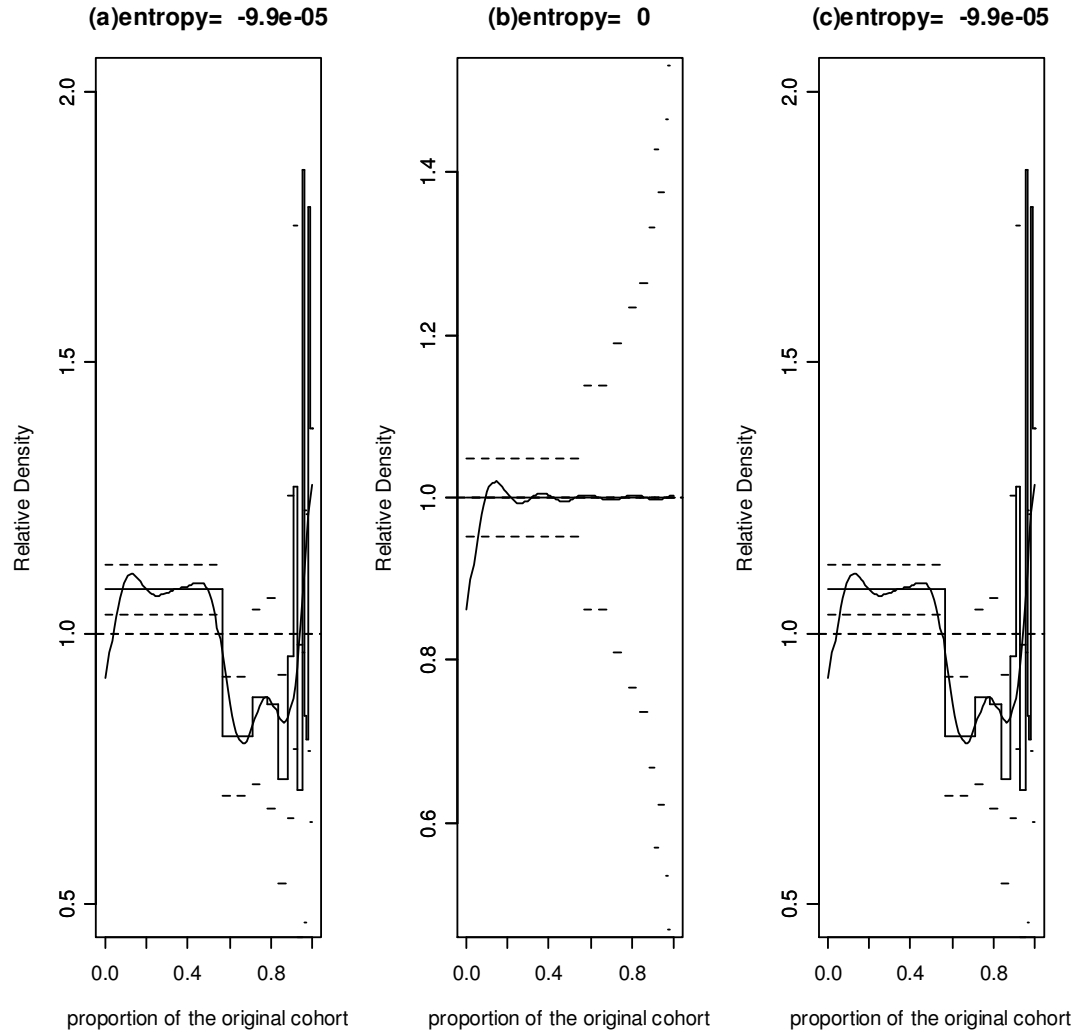 (a)entropy= -9.9e-05
Relative Density
2.0
1.5
1.0
0.5
0.0 0.4 0.8
proportion of the original cohort
(b)entropy= 0
Relative Density
1.4
1.2
1.0
0.8
0.6
0.0 0.4 0.8
proportion of the original cohort
(c)entropy= -9.9e-05
Relative Density
2.0
1.5
1.0
0.5
0.0 0.4 0.8
proportion of the original cohort